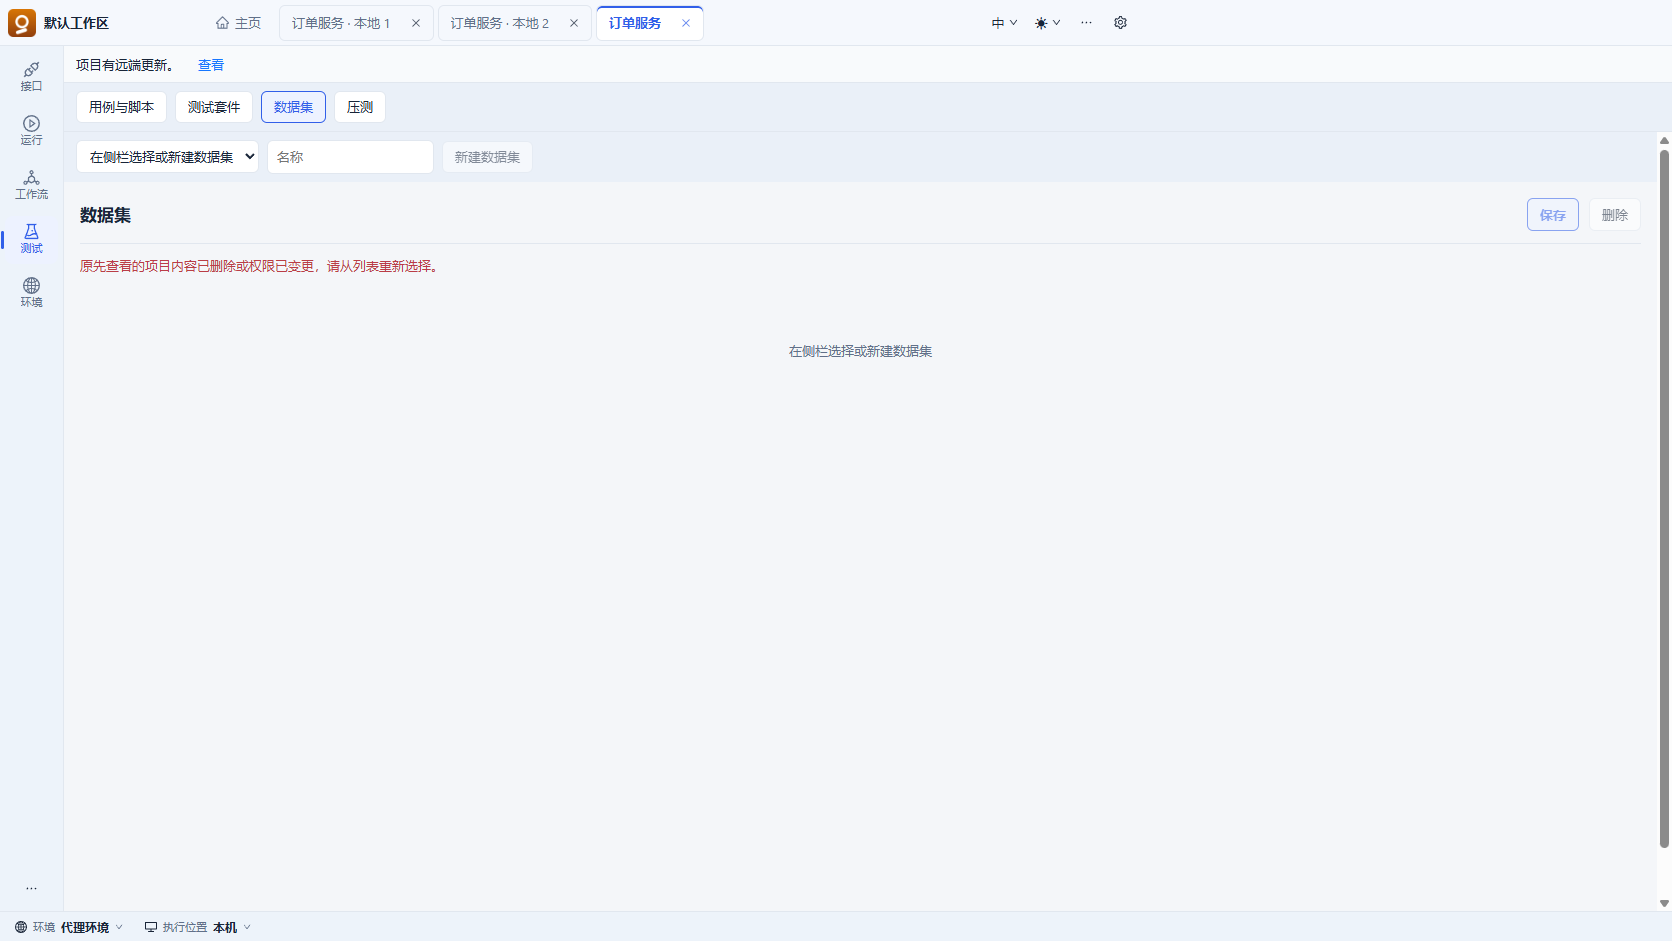 默认工作区
主页
订单服务 · 本地 1
订单服务 · 本地 2
订单服务
中
接口
运行
工作流
测试
环境
项目有远端更新。 查看
用例与脚本 测试套件 数据集 压测
在侧栏选择或新建数据集 名称 新建数据集
数据集 保存 删除
原先查看的项目内容已删除或权限已变更，请从列表重新选择。
在侧栏选择或新建数据集
环境 代理环境 执行位置 本机